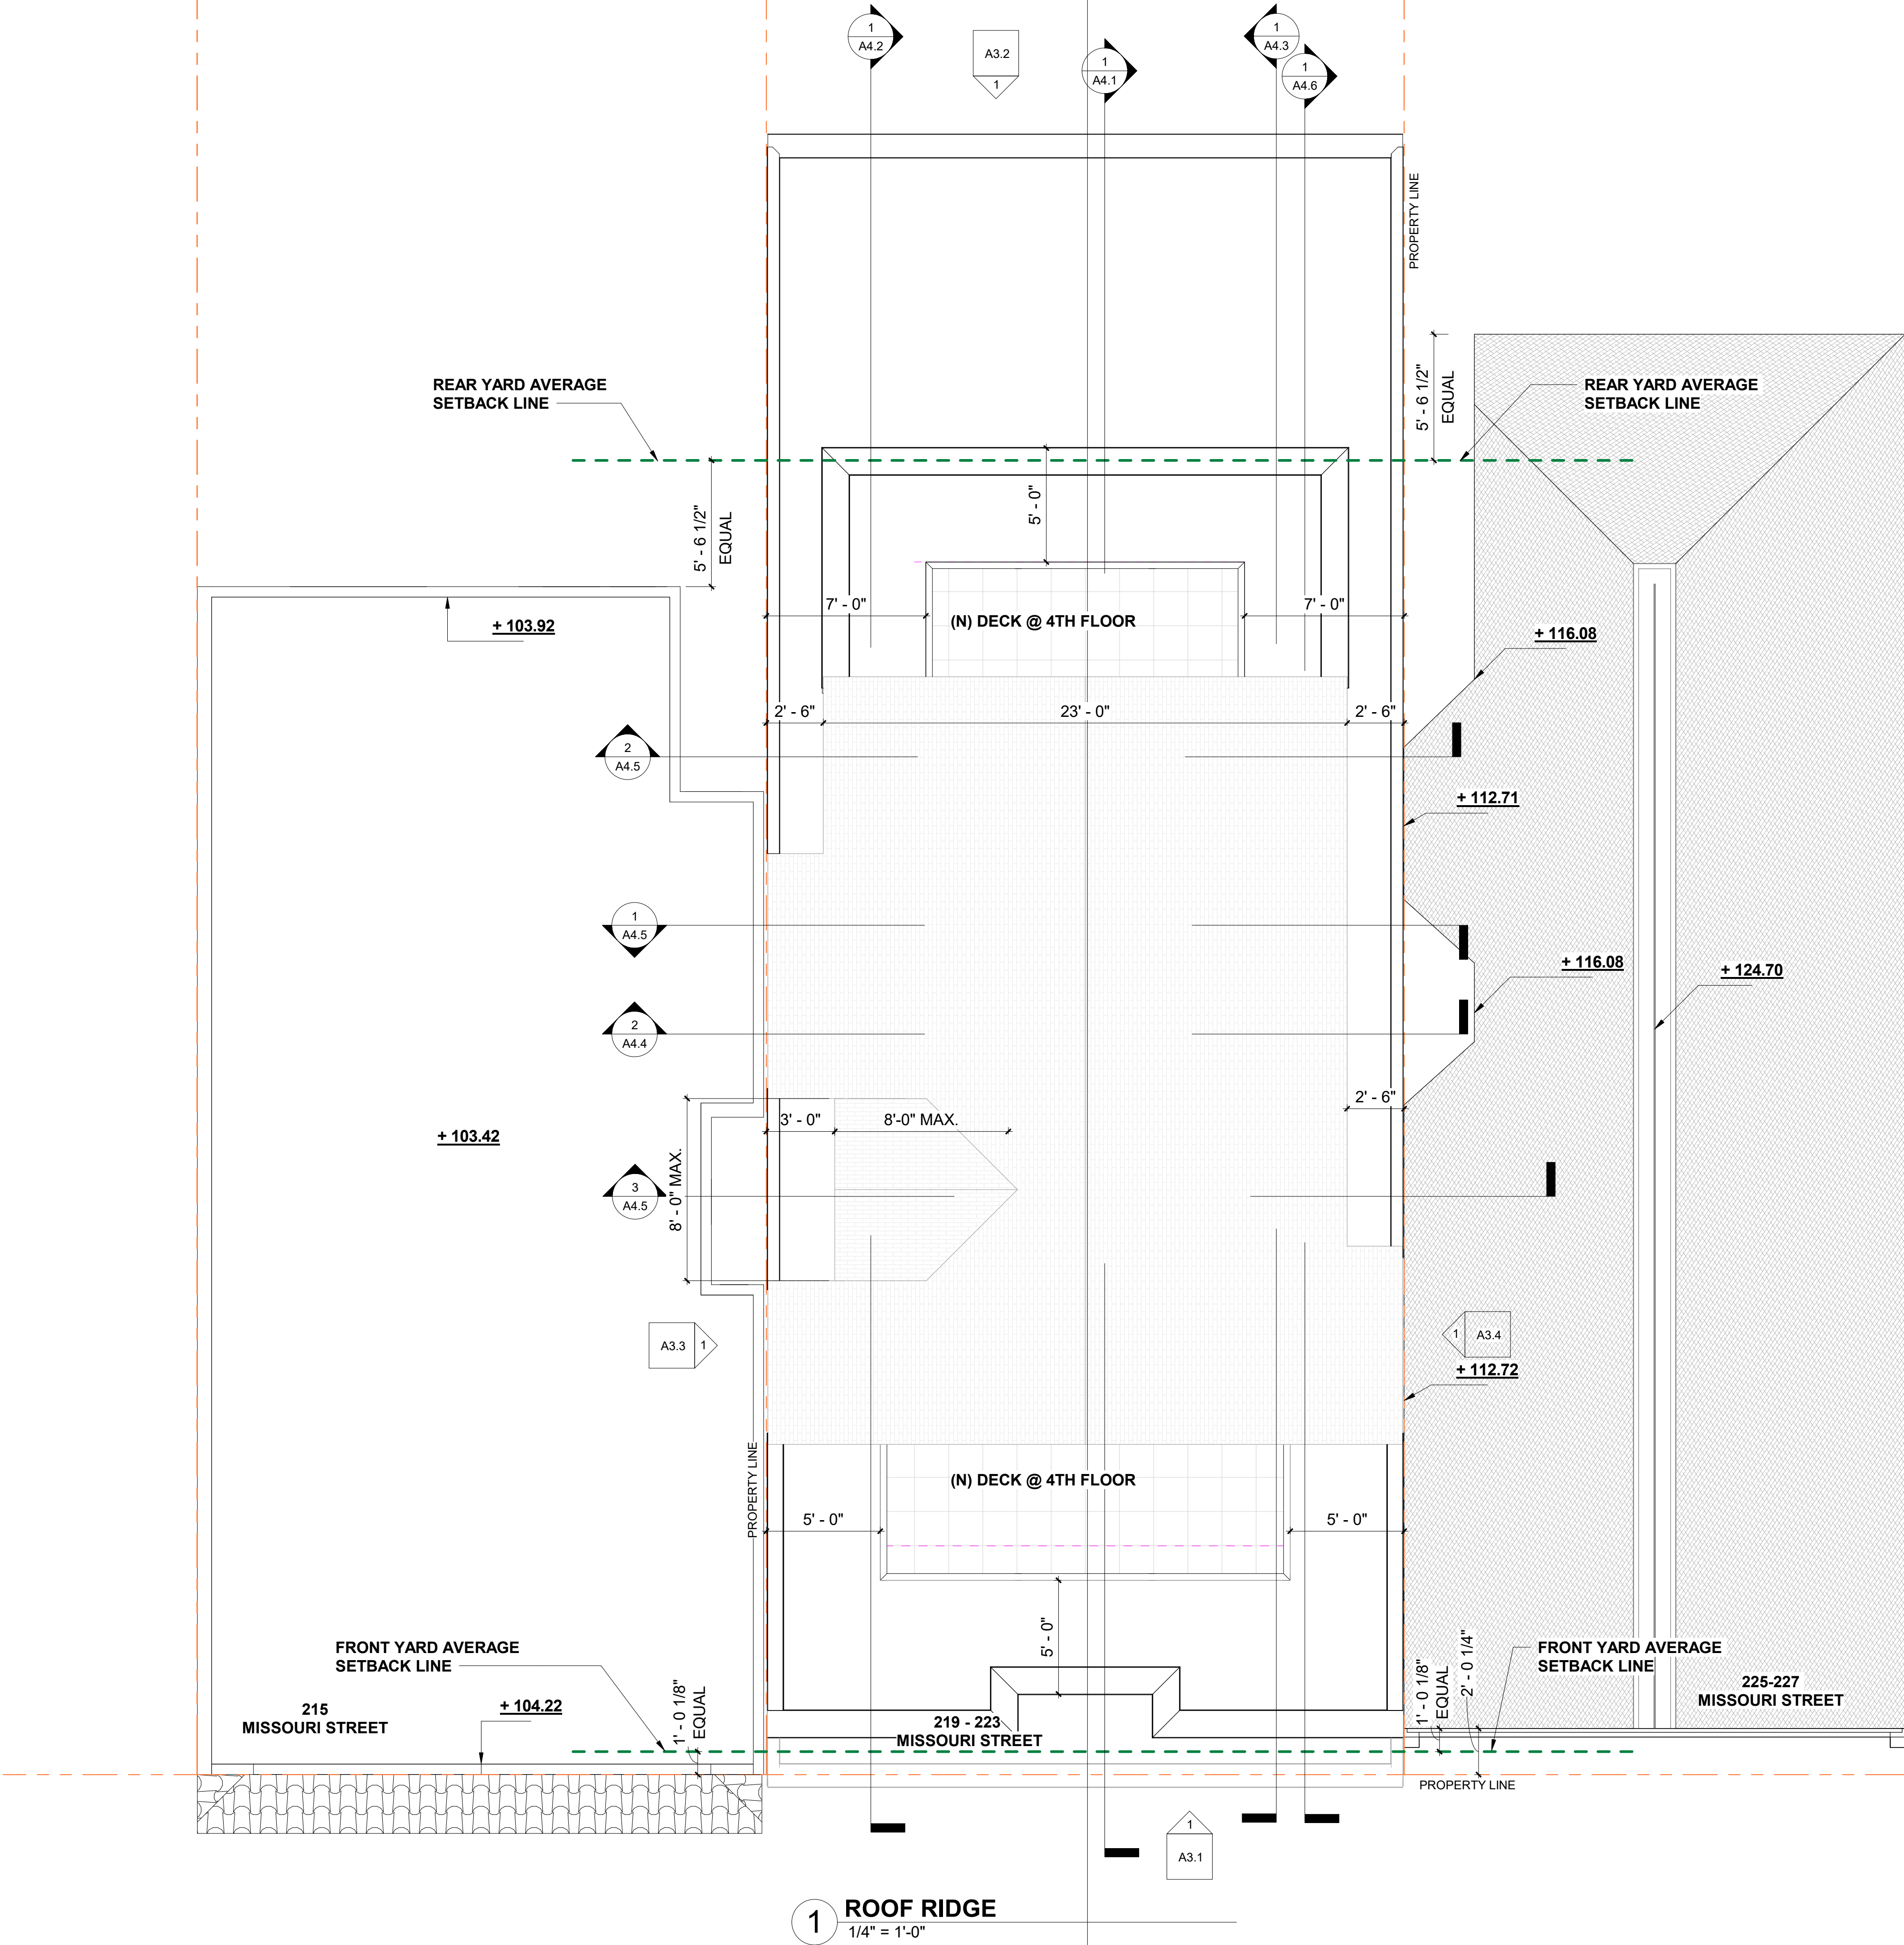 1
A4.2
A3.2
1
1
A4.1
1
A4.3
1
A4.6
PROPERTY LINE
REAR YARD AVERAGE
SETBACK LINE
5' - 6 1/2"
EQUAL
REAR YARD AVERAGE
SETBACK LINE
5' - 6 1/2"
EQUAL
5' - 0"
7' - 0"
7' - 0"
(N) DECK @ 4TH FLOOR
+ 103.92
+ 116.08
2' - 6"
23' - 0"
2' - 6"
2
A4.5
+ 112.71
1
A4.5
+ 116.08
+ 124.70
2
A4.4
2' - 6"
3' - 0"
8'-0" MAX.
+ 103.42
8' - 0" MAX.
3
A4.5
A3.3
1
1
A3.4
+ 112.72
PROPERTY LINE
(N) DECK @ 4TH FLOOR
5' - 0"
5' - 0"
5' - 0"
FRONT YARD AVERAGE
SETBACK LINE
1' - 0 1/8"
EQUAL
1' - 0 1/8"
EQUAL
2' - 0 1/4"
FRONT YARD AVERAGE
SETBACK LINE
215
MISSOURI STREET
+ 104.22
219 - 223
MISSOURI STREET
225-227
MISSOURI STREET
PROPERTY LINE
1
A3.1
1
ROOF RIDGE
1/4" = 1'-0"